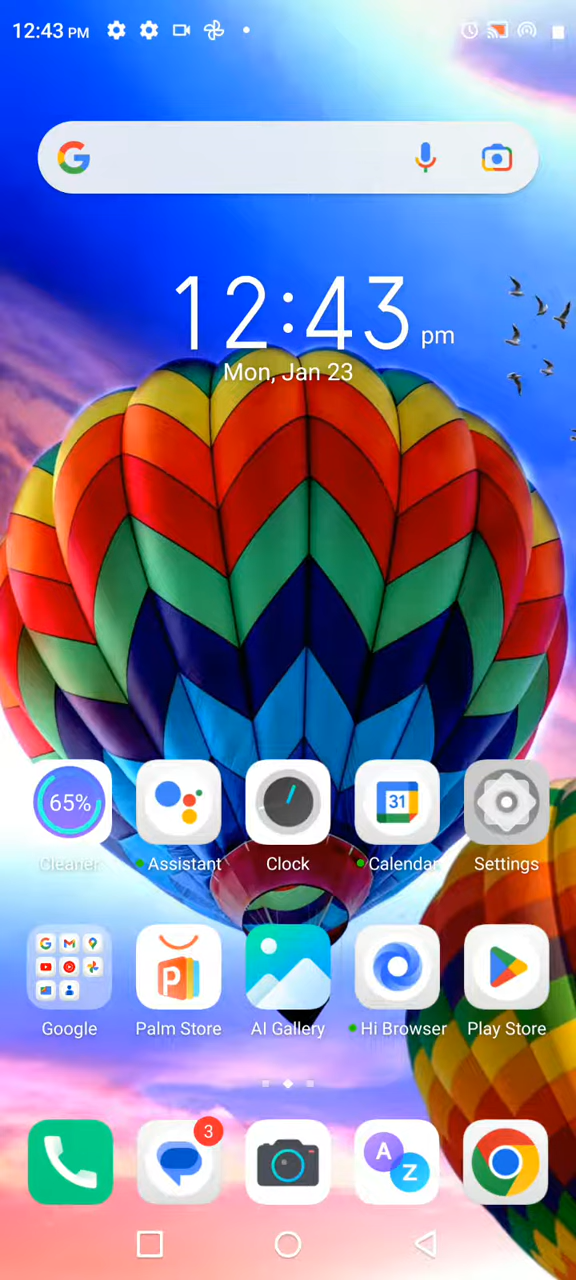 12:43 PM
12:43 pm
Mon, Jan 23
65%
31
Cleaner
Assistant
Clock
Calendar
Settings
P
Google
Palm Store
AI Gallery
Hi Browser
Play Store
3
A
Z